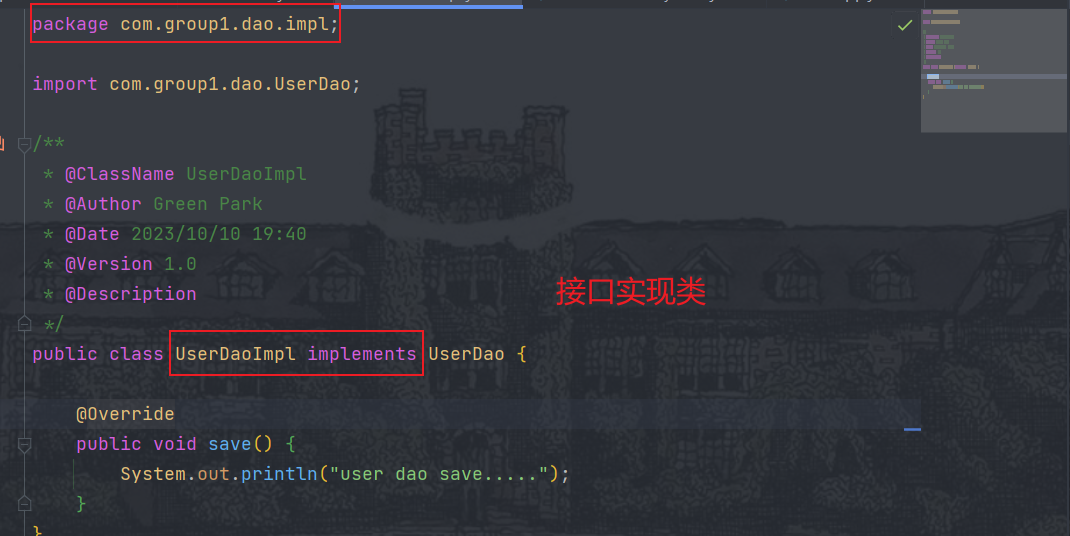 package com.group1.dao.impl;
import com.group1.dao.UserDao;
/**
* @ClassName UserDaoImpl
* @Author Green Park
* @Date 2023/10/10 19:40
* @Version 1.0
* @Description
接口实现类
*/
public class UserDaoImpl implements UserDao {
@Override
public void save() {
System.out.println("user dao save.....");
}
}